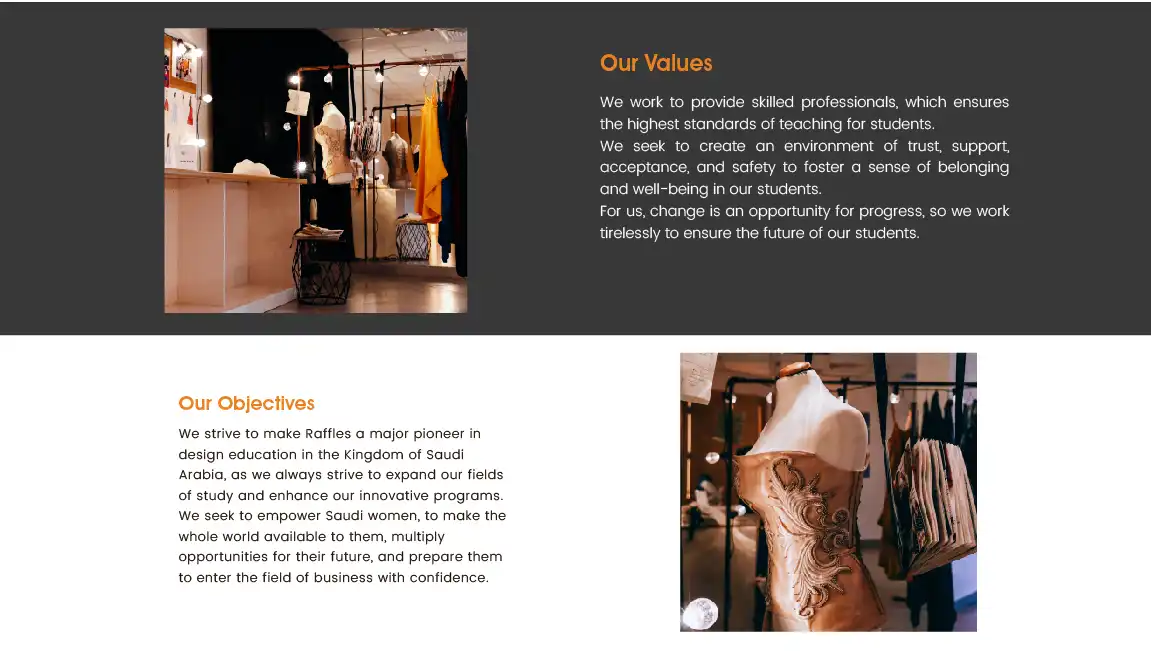 Our Values
We work to provide skilled professionals, which ensures
the highest standards of teaching for students.
We seek to create an environment of trust, support,
acceptance, and safety to foster a sense of belonging
and well-being in our students.
For us, change is an opportunity for progress, so we work
tirelessly to ensure the future of our students.
Our Objectives
We strive to make Raffles a major pioneer in
design education in the Kingdom of Saudi
Arabia, as we always strive to expand our fields
of study and enhance our innovative programs.
We seek to empower Saudi women, to make the
whole world available to them, multiply
opportunities for their future, and prepare them
to enter the field of business with confidence.